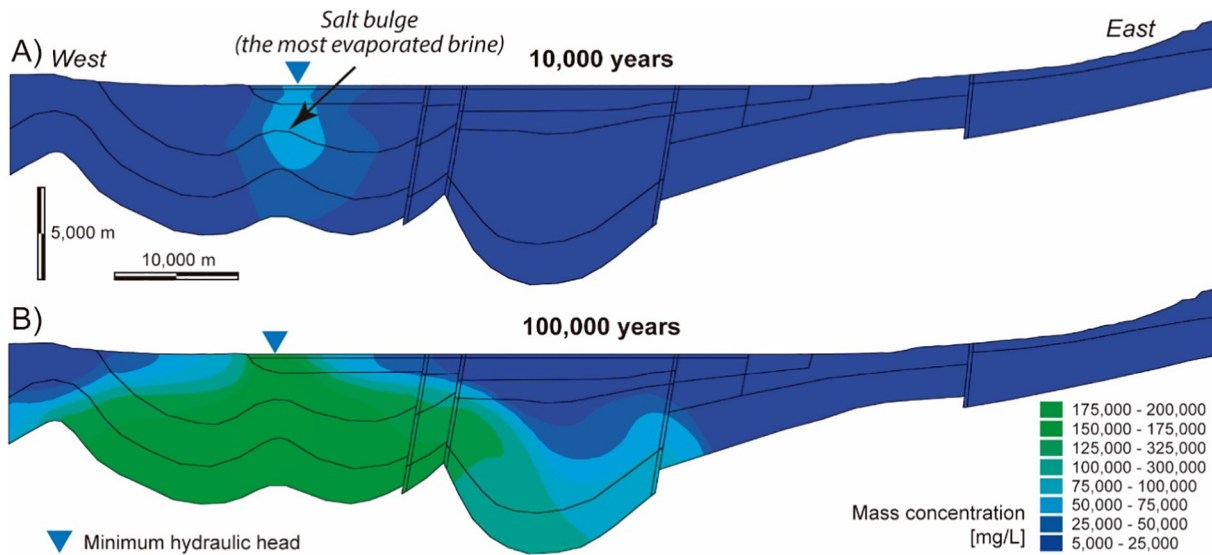 Salt bulge
(the most evaporated brine)
A)
West
10,000 years
East
5,000 m
10,000 m
B)
100,000 years
175,000 - 200,000
150,000 - 175,000
125,000 - 325,000
100,000 - 300,000
75,000 - 100,000
50,000 - 75,000
25,000 - 50,000
5,000 - 25,000
Mass concentration
[mg/L]
Minimum hydraulic head